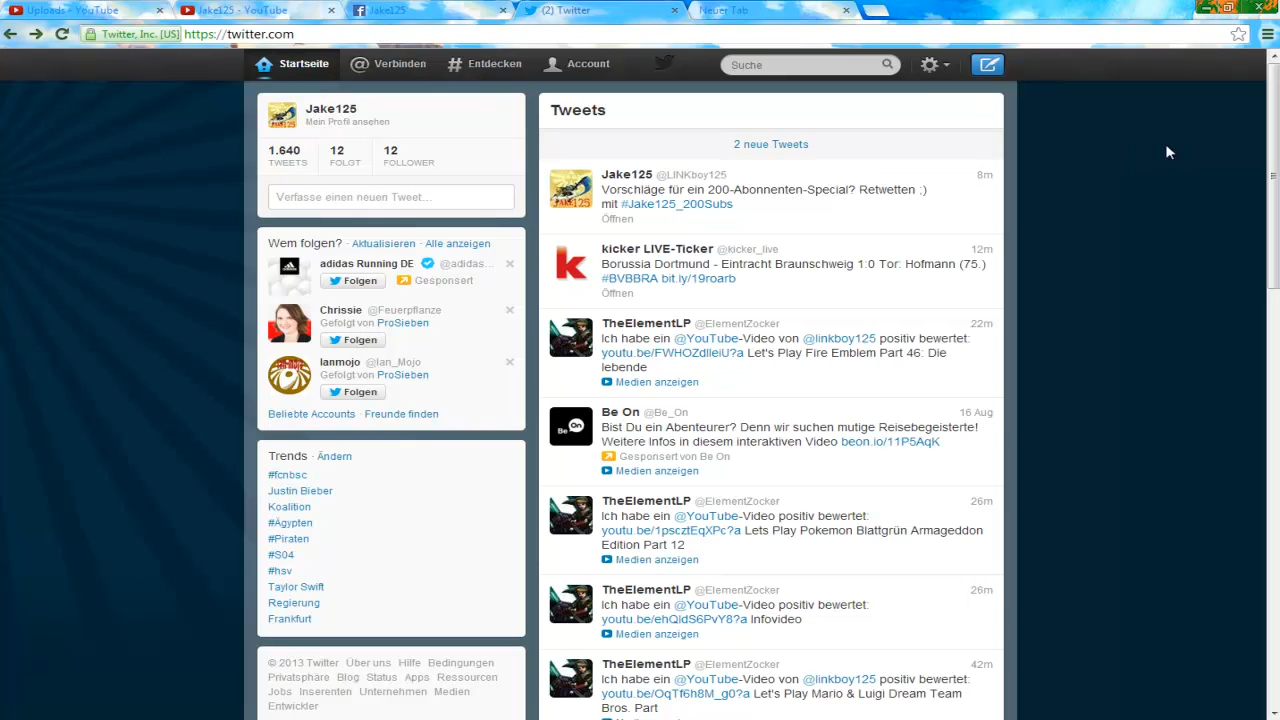 Uploads - YouTube
Jake125 - YouTube
Jake125
(2) Twitter
Neuer Tab
Twitter, Inc. [US]
https://twitter.com
Startseite
Verbinden
Entdecken
Account
Suche
Jake125
Mein Profil ansehen
1.640
TWEETS
12
FOLGT
12
FOLLOWER
Verfasse einen neuen Tweet…
Wem folgen? · Aktualisieren · Alle anzeigen
adidas Running DE @adidas...
Folgen
Gesponsert
Chrissie @Feuerpflanze
Gefolgt von ProSieben
Folgen
Ianmojo @Ian_Mojo
Gefolgt von ProSieben
Folgen
Beliebte Accounts · Freunde finden
Trends · Ändern
#fcnbsc
Justin Bieber
Koalition
#Ägypten
#Piraten
#S04
#hsv
Taylor Swift
Regierung
Frankfurt
© 2013 Twitter Über uns Hilfe Bedingungen
Privatsphäre Blog Status Apps Ressourcen
Jobs Inserenten Unternehmen Medien
Entwickler
Tweets
2 neue Tweets
Jake125 @LINKboy125 8m
Vorschläge für ein 200-Abonnenten-Special? Retwetten ;)
mit #Jake125_200Subs
Öffnen
kicker LIVE-Ticker @kicker_live 12m
Borussia Dortmund - Eintracht Braunschweig 1:0 Tor: Hofmann (75.)
#BVBBRA bit.ly/19roarb
Öffnen
TheElementLP @ElementZocker 22m
Ich habe ein @YouTube-Video von @linkboy125 positiv bewertet:
youtu.be/FWHOZdlleiU?a Let's Play Fire Emblem Part 46: Die
lebende
Medien anzeigen
Be On @Be_On 16 Aug
Bist Du ein Abenteurer? Denn wir suchen mutige Reisebegeisterte!
Weitere Infos in diesem interaktiven Video beon.io/11P5AqK
Gesponsert von Be On
Medien anzeigen
TheElementLP @ElementZocker 26m
Ich habe ein @YouTube-Video positiv bewertet:
youtu.be/1pscztEqXPc?a Lets Play Pokemon Blattgrün Armageddon
Edition Part 12
Medien anzeigen
TheElementLP @ElementZocker 26m
Ich habe ein @YouTube-Video positiv bewertet:
youtu.be/ehQldS6PvY8?a Infovideo
Medien anzeigen
TheElementLP @ElementZocker 42m
Ich habe ein @YouTube-Video von @linkboy125 positiv bewertet:
youtu.be/OqTf6h8M_g0?a Let's Play Mario & Luigi Dream Team
Bros. Part